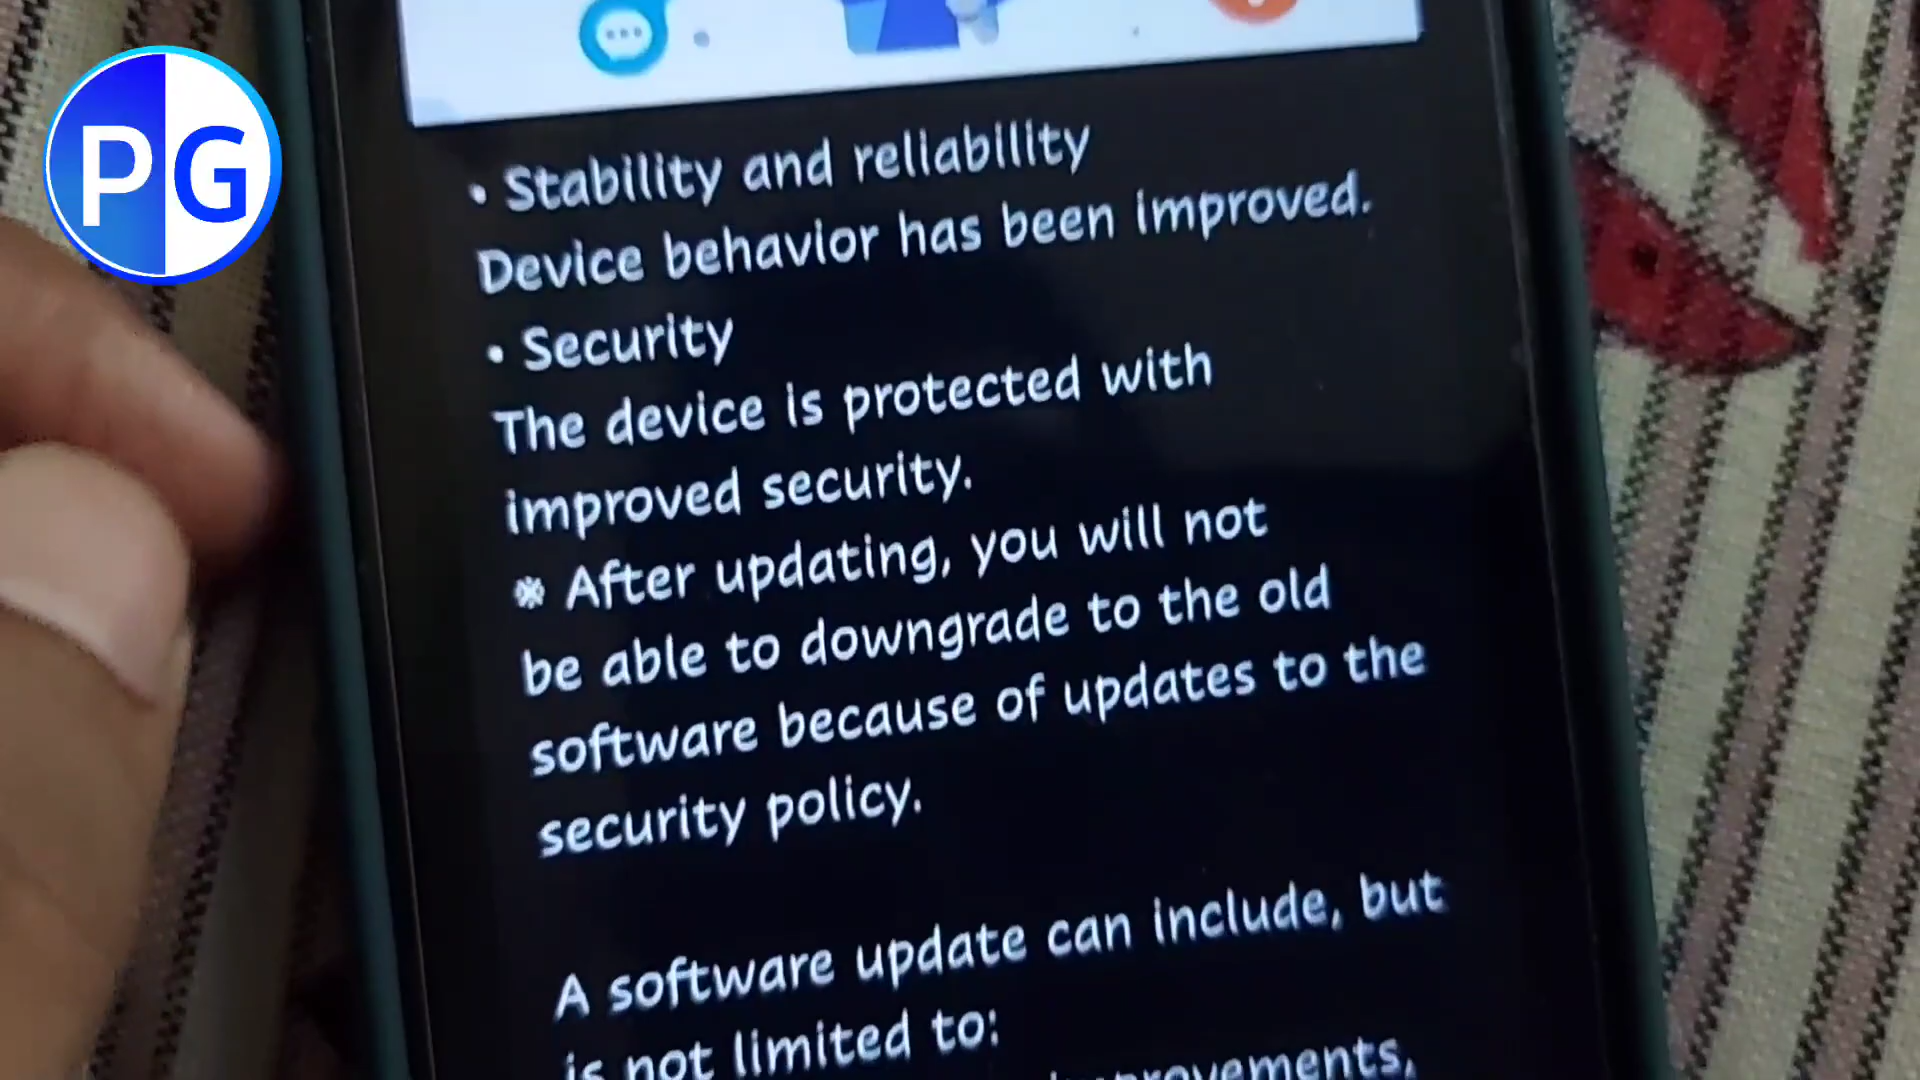 PG
• Stability and reliability
Device behavior has been improved.
• Security
The device is protected with
improved security.
※ After updating, you will not
be able to downgrade to the old
software because of updates to the
security policy.
A software update can include, but
is not limited to:
improvements,